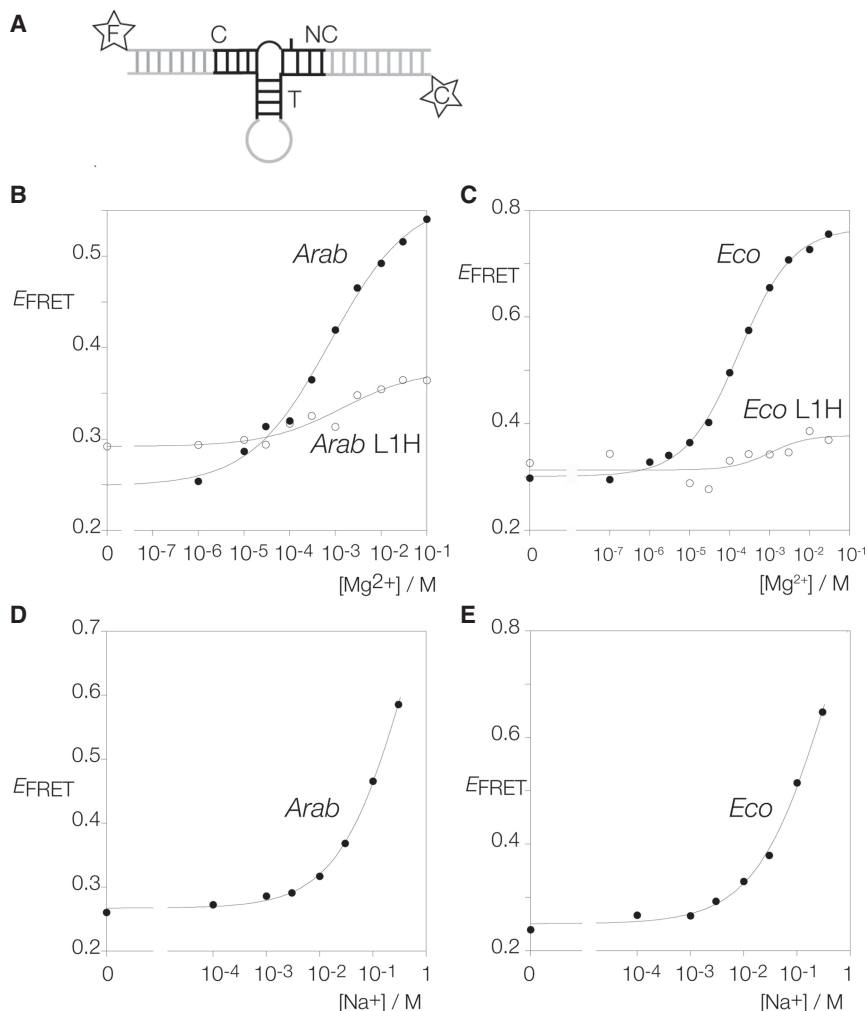 A
F
C
NC
T
C
B
0.5
0.4
0.3
0.2
EFRET
Arab
Arab L1H
0
10-7
10-6
10-5
10-4
10-3
10-2
10-1
[Mg2+] / M
C
0.8
0.6
0.4
0.2
EFRET
Eco
Eco L1H
0
10-7
10-6
10-5
10-4
10-3
10-2
10-1
[Mg2+] / M
D
0.7
0.6
0.5
0.4
0.3
0.2
EFRET
Arab
0
10-4
10-3
10-2
10-1
1
[Na+] / M
E
0.8
0.6
0.4
0.2
EFRET
Eco
0
10-4
10-3
10-2
10-1
1
[Na+] / M